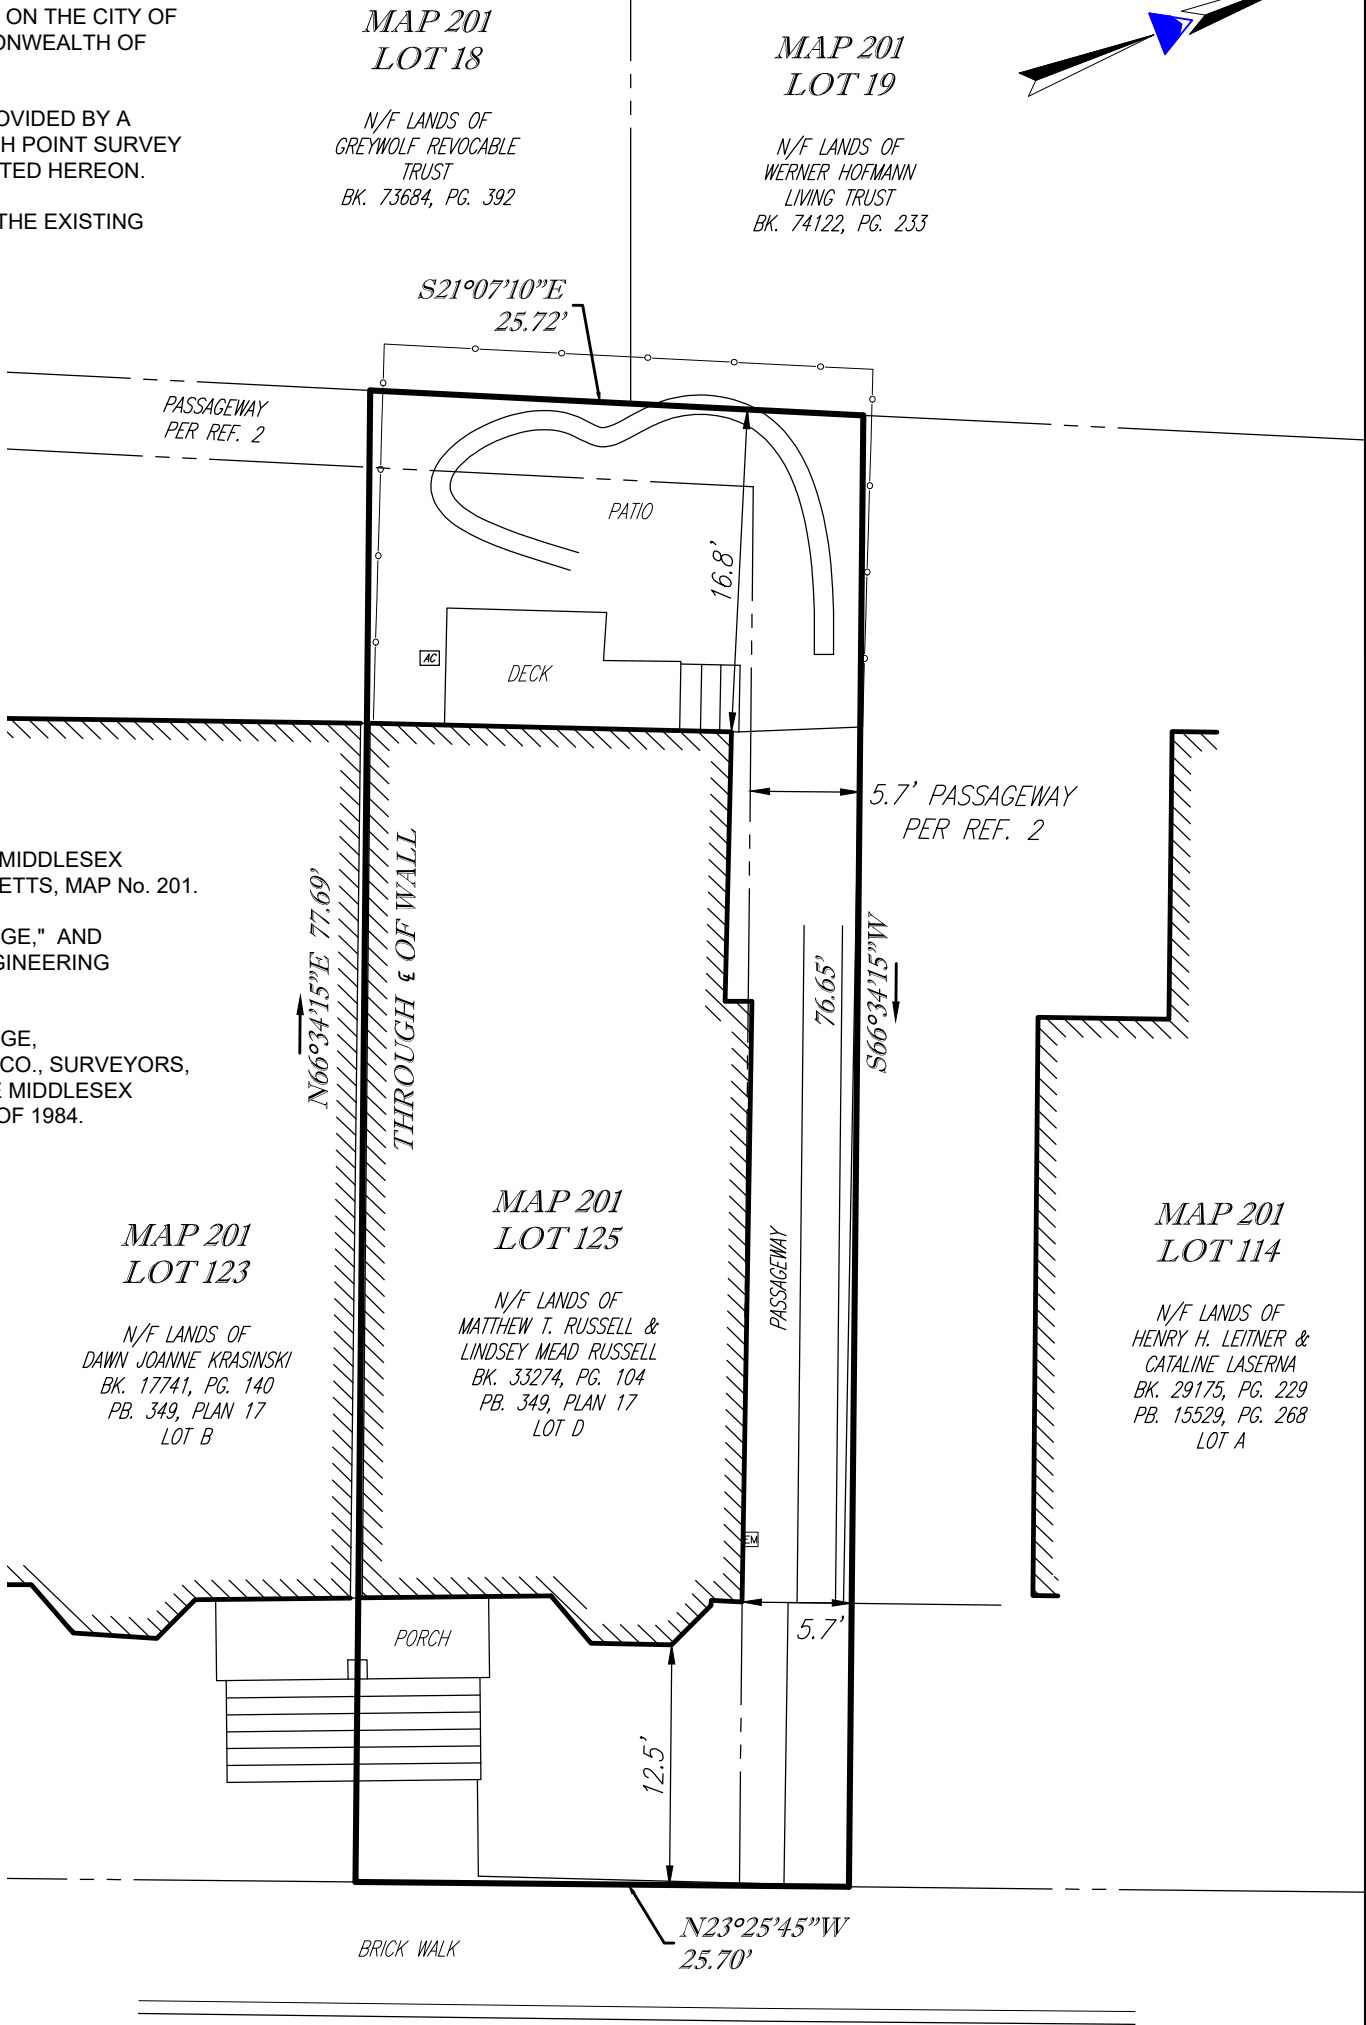 ON THE CITY OF
ONWEALTH OF
OVIDED BY A
H POINT SURVEY
TED HEREON.
THE EXISTING
MAP 201
LOT 18
N/F LANDS OF
GREYWOLF REVOCABLE
TRUST
BK. 73684, PG. 392
MAP 201
LOT 19
N/F LANDS OF
WERNER HOFMANN
LIVING TRUST
BK. 74122, PG. 233
S21°07'10"E
25.72'
PASSAGEWAY
PER REF. 2
PATIO
16.8'
AC
DECK
5.7' PASSAGEWAY
PER REF. 2
MIDDLESEX
ETTS, MAP No. 201.
GE," AND
GINEERING
GE,
CO., SURVEYORS,
E MIDDLESEX
OF 1984.
N66°34'15"E 77.69'
THROUGH ℄ OF WALL
76.65'
S66°34'15"W
MAP 201
LOT 123
N/F LANDS OF
DAWN JOANNE KRASINSKI
BK. 17741, PG. 140
PB. 349, PLAN 17
LOT B
MAP 201
LOT 125
N/F LANDS OF
MATTHEW T. RUSSELL &
LINDSEY MEAD RUSSELL
BK. 33274, PG. 104
PB. 349, PLAN 17
LOT D
PASSAGEWAY
MAP 201
LOT 114
N/F LANDS OF
HENRY H. LEITNER &
CATALINE LASERNA
BK. 29175, PG. 229
PB. 15529, PG. 268
LOT A
EM
PORCH
5.7'
12.5'
N23°25'45"W
25.70'
BRICK WALK